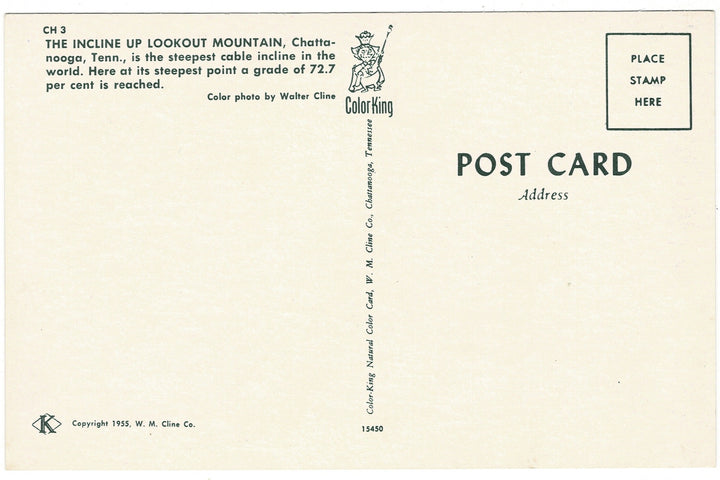 CH 3
THE INCLINE UP LOOKOUT MOUNTAIN, Chatta-
nooga, Tenn., is the steepest cable incline in the
world. Here at its steepest point a grade of 72.7
per cent is reached.
Color photo by Walter Cline
ColorKing
Color-King Natural Color Card, W. M. Cline Co., Chattanooga, Tennessee
PLACE
STAMP
HERE
POST CARD
Address
K
Copyright 1955, W. M. Cline Co.
15450